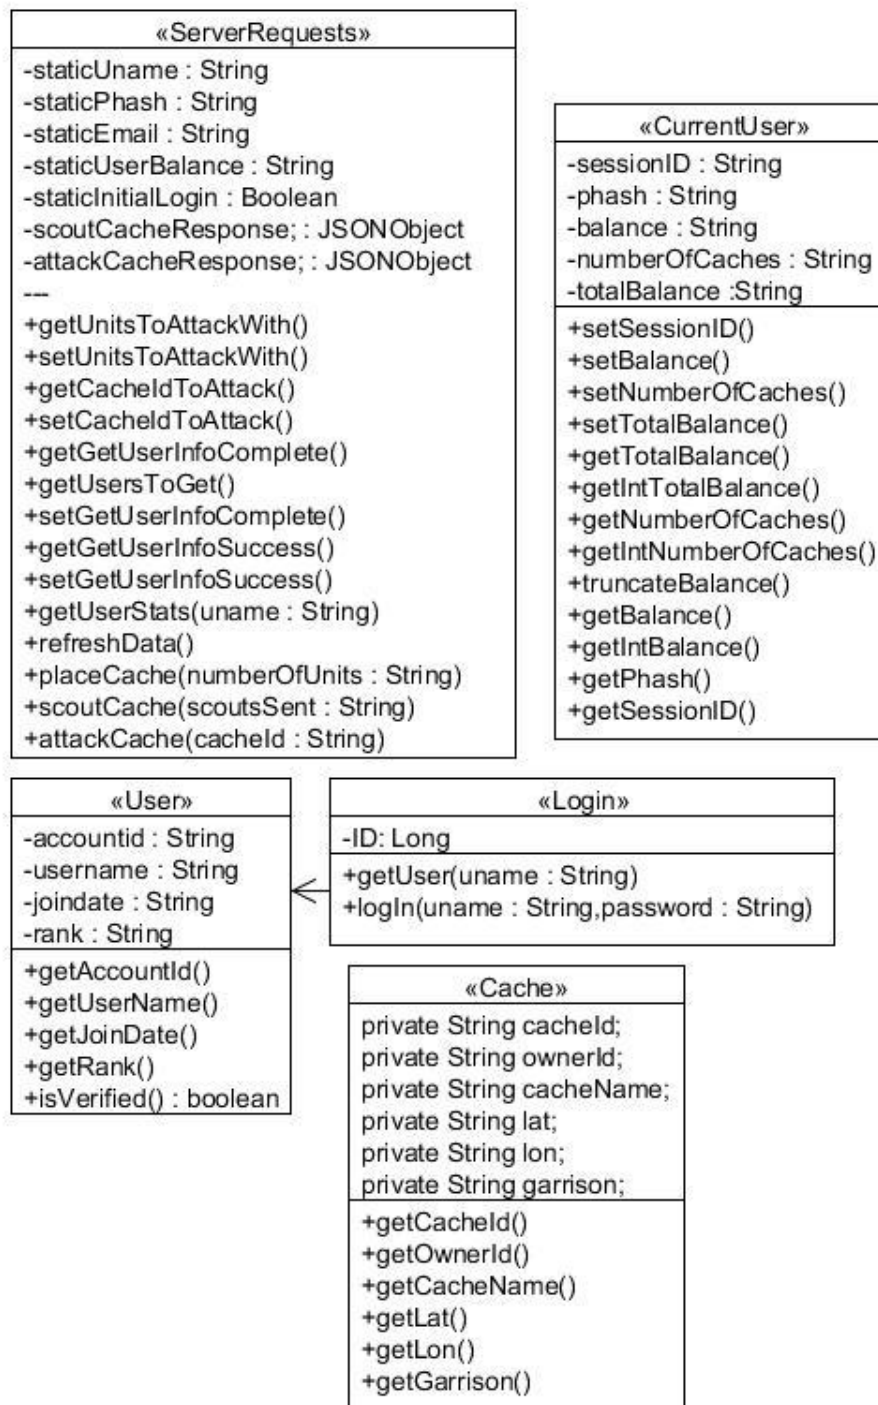 «ServerRequests»
-staticUname : String
-staticPhash : String
-staticEmail : String
-staticUserBalance : String
-staticInitialLogin : Boolean
-scoutCacheResponse; : JSONObject
-attackCacheResponse; : JSONObject
---
+getUnitsToAttackWith()
+setUnitsToAttackWith()
+getCacheIdToAttack()
+setCacheIdToAttack()
+getGetUserInfoComplete()
+getUsersToGet()
+setGetUserInfoComplete()
+getGetUserInfoSuccess()
+setGetUserInfoSuccess()
+getUserStats(uname : String)
+refreshData()
+placeCache(numberOfUnits : String)
+scoutCache(scoutsSent : String)
+attackCache(cacheId : String)
«CurrentUser»
-sessionID : String
-phash : String
-balance : String
-numberOfCaches : String
-totalBalance :String
+setSessionID()
+setBalance()
+setNumberOfCaches()
+setTotalBalance()
+getTotalBalance()
+getIntTotalBalance()
+getNumberOfCaches()
+getIntNumberOfCaches()
+truncateBalance()
+getBalance()
+getIntBalance()
+getPhash()
+getSessionID()
«User»
-accountid : String
-username : String
-joindate : String
-rank : String
+getAccountId()
+getUserName()
+getJoinDate()
+getRank()
+isVerified() : boolean
«Login»
-ID: Long
+getUser(uname : String)
+logIn(uname : String,password : String)
«Cache»
private String cacheId;
private String ownerId;
private String cacheName;
private String lat;
private String lon;
private String garrison;
+getCacheId()
+getOwnerId()
+getCacheName()
+getLat()
+getLon()
+getGarrison()